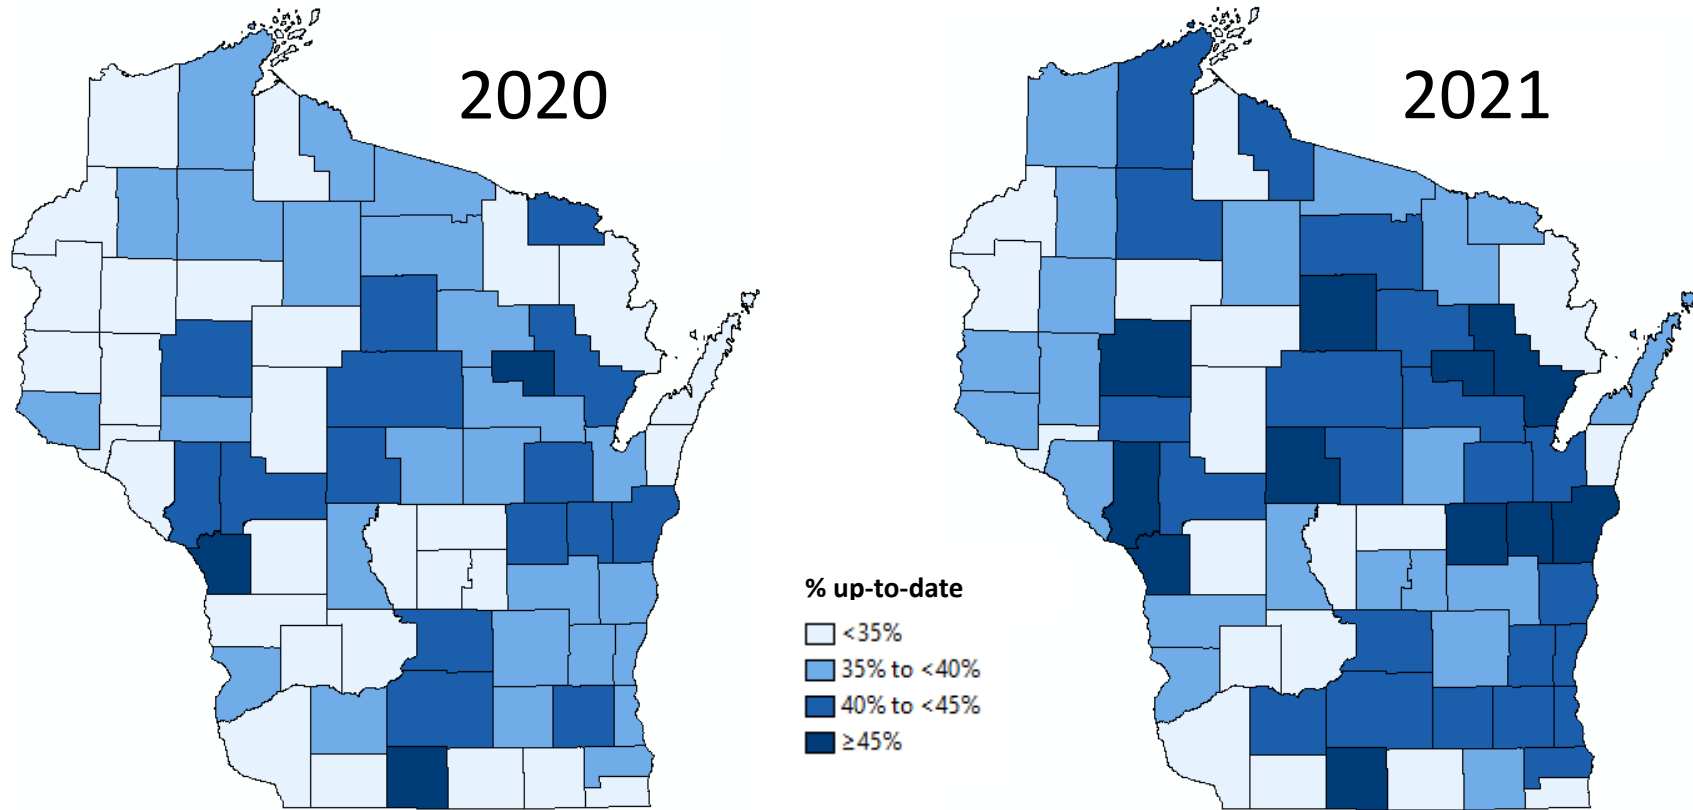 2020
2021
% up-to-date
<35%
35% to <40%
40% to <45%
≥45%